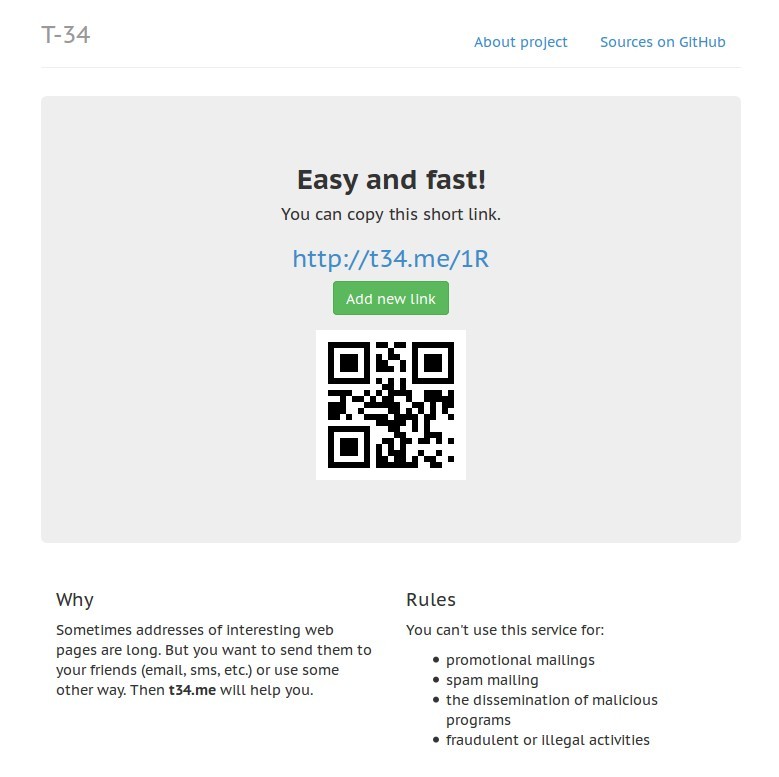 T-34
About project
Sources on GitHub
Easy and fast!
You can copy this short link.
http://t34.me/1R
Add new link
Why
Sometimes addresses of interesting web
pages are long. But you want to send them to
your friends (email, sms, etc.) or use some
other way. Then t34.me will help you.
Rules
You can't use this service for:
• promotional mailings
• spam mailing
• the dissemination of malicious
programs
• fraudulent or illegal activities